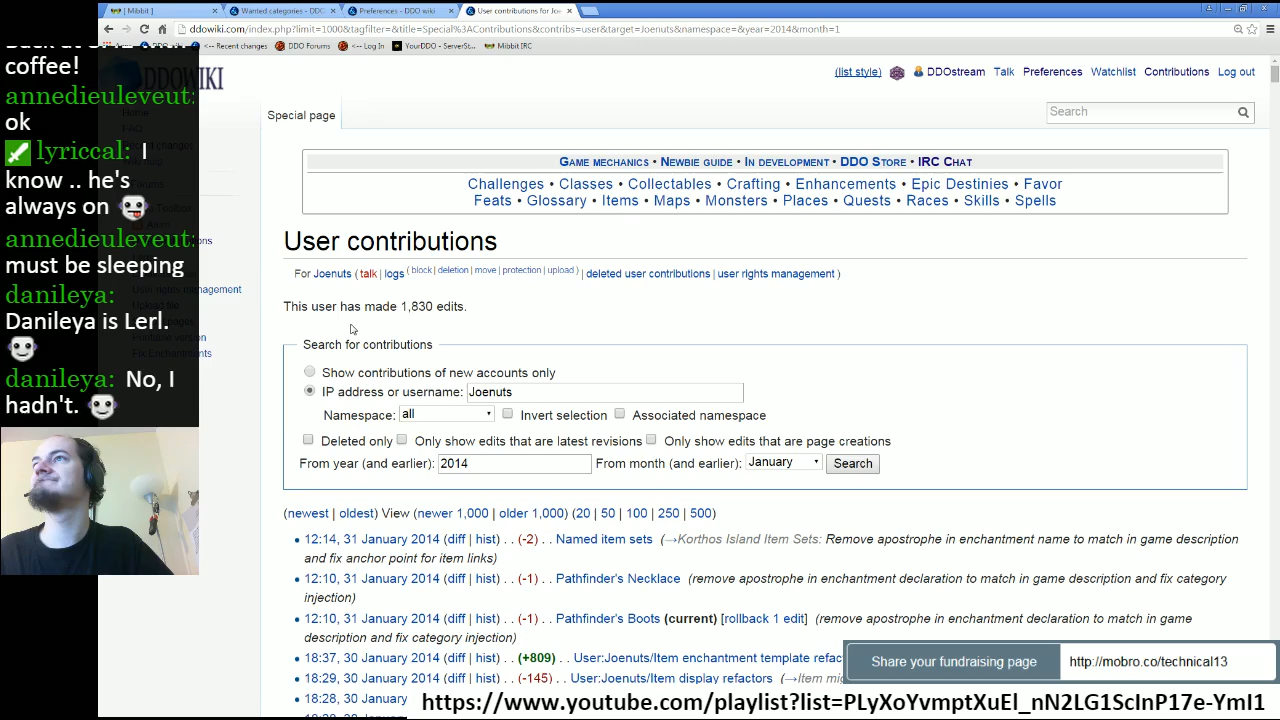 [ Mibbit ]
Wanted categories - DDO
Preferences - DDO wiki
User contributions for Joe
ddowiki.com/index.php?limit=1000&tagfilter=&title=Special%3AContributions&contribs=user&target=Joenuts&namespace=&year=2014&month=1
<-- Recent changes
DDO Forums
<-- Log In
YourDDO - ServerSt...
Mibbit IRC
coffee!
annedieuleveut:
ok
lyriccal: I
know .. he's
always on
annedieuleveut:
must be sleeping
danileya:
Danileya is Lerl.
danileya: No, I
hadn't.
DDOWIKI
(list style)
DDOstream
Talk
Preferences
Watchlist
Contributions
Log out
Special page
Search
Game mechanics • Newbie guide • In development • DDO Store • IRC Chat
Challenges • Classes • Collectables • Crafting • Enhancements • Epic Destinies • Favor
Feats • Glossary • Items • Maps • Monsters • Places • Quests • Races • Skills • Spells
User contributions
For Joenuts ( talk | logs ( block | deletion | move | protection | upload ) | deleted user contributions | user rights management )
This user has made 1,830 edits.
User rights management
Printable version
Fix Enchantments
Search for contributions
Show contributions of new accounts only
IP address or username: Joenuts
Namespace: all
Invert selection
Associated namespace
Deleted only
Only show edits that are latest revisions
Only show edits that are page creations
From year (and earlier): 2014
From month (and earlier): January
Search
(newest | oldest) View (newer 1,000 | older 1,000) (20 | 50 | 100 | 250 | 500)
• 12:14, 31 January 2014 (diff | hist) . . (-2) . . Named item sets (→Korthos Island Item Sets: Remove apostrophe in enchantment name to match in game description
and fix anchor point for item links)
• 12:10, 31 January 2014 (diff | hist) . . (-1) . . Pathfinder's Necklace (remove apostrophe in enchantment declaration to match in game description and fix category
injection)
• 12:10, 31 January 2014 (diff | hist) . . (-1) . . Pathfinder's Boots (current) [rollback 1 edit] (remove apostrophe in enchantment declaration to match in game
description and fix category injection)
• 18:37, 30 January 2014 (diff | hist) . . (+809) . . User:Joenuts/Item enchantment template refac
• 18:29, 30 January 2014 (diff | hist) . . (-145) . . User:Joenuts/Item display refactors (→Item mi
• 18:28, 30 January
Share your fundraising page
http://mobro.co/technical13
https://www.youtube.com/playlist?list=PLyXoYvmptXuEl_nN2LG1ScInP17e-YmI1